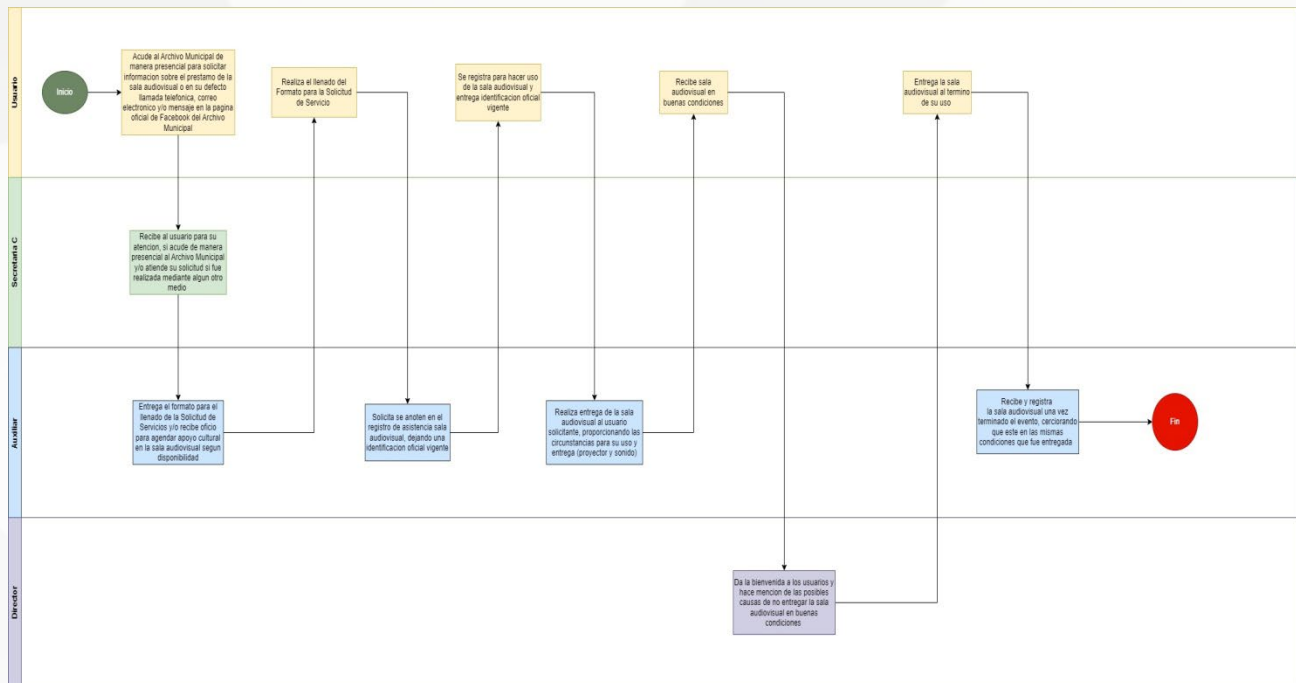 Usuario
Inicio
Acude al Archivo Municipal de
manera presencial para solicitar
informacion sobre el prestamo de la
sala audiovisual o en su defecto
llamada telefonica, correo
electronico y/o mensaje en la pagina
oficial de Facebook del Archivo
Municipal
Realiza el llenado del
Formato para la Solicitud
de Servicio
Se registra para hacer uso
de la sala audiovisual y
entrega identificacion oficial
vigente
Recibe sala
audiovisual en
buenas condiciones
Entrega la sala
audiovisual al termino
de su uso
Secretaria C
Recibe al usuario para su
atencion, si acude de manera
presencial al Archivo Municipal
y/o atiende su solicitud si fue
realizada mediante algun otro
medio
Auxiliar
Entrega el formato para el
llenado de la Solicitud de
Servicios y/o recibe oficio
para agendar apoyo cultural
en la sala audiovisual segun
disponibilidad
Solicita se anoten en el
registro de asistencia sala
audiovisual, dejando una
identificacion oficial vigente
Realiza entrega de la sala
audiovisual al usuario
solicitante, proporcionando las
circunstancias para su uso y
entrega (proyector y sonido)
Recibe y registra
la sala audiovisual una vez
terminado el evento, cerciorando
que este en las mismas
condiciones que fue entregada
Fin
Director
Da la bienvenida a los usuarios y
hace mencion de las posibles
causas de no entregar la sala
audiovisual en buenas
condiciones